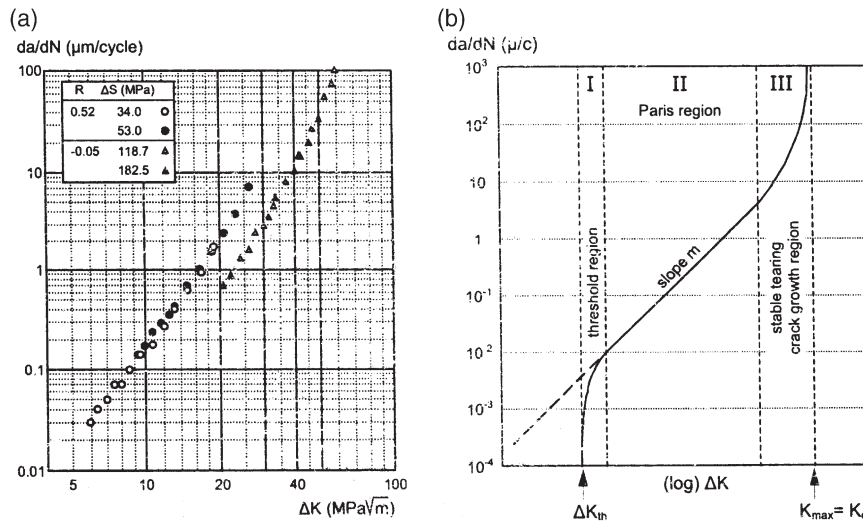 (a)
da/dN (μm/cycle)
100
10
1
0.1
0.01
R ΔS (MPa)
0.52 34.0
53.0
-0.05 118.7
182.5
5 10 20 40 100
ΔK (MPa√m)
(b)
da/dN (μ/c)
10³
10²
10
1
10⁻¹
10⁻²
10⁻³
10⁻⁴
I II III
Paris region
threshold region
slope m
stable tearing
crack growth region
(log) ΔK
ΔKth
Kmax= K